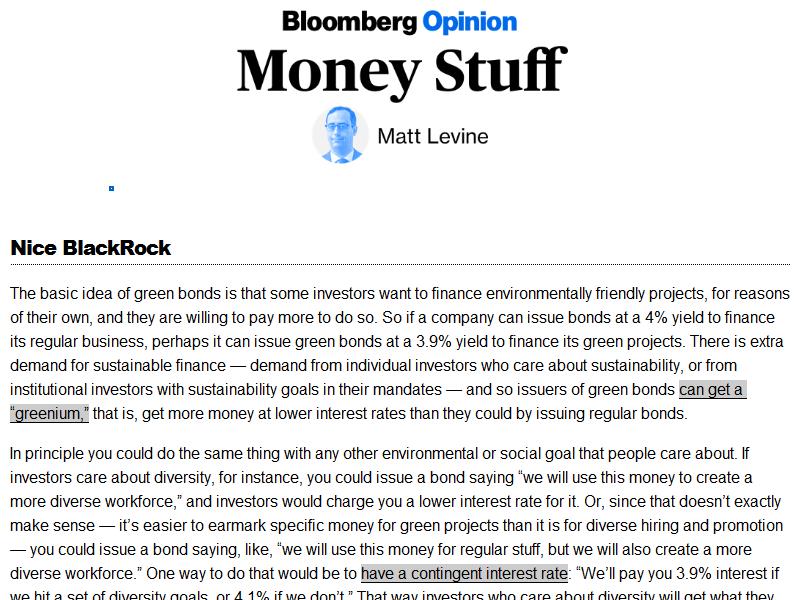 Bloomberg Opinion
Money Stuff
Matt Levine
Nice BlackRock
The basic idea of green bonds is that some investors want to finance environmentally friendly projects, for reasons
of their own, and they are willing to pay more to do so. So if a company can issue bonds at a 4% yield to finance
its regular business, perhaps it can issue green bonds at a 3.9% yield to finance its green projects. There is extra
demand for sustainable finance — demand from individual investors who care about sustainability, or from
institutional investors with sustainability goals in their mandates — and so issuers of green bonds can get a
“greenium,” that is, get more money at lower interest rates than they could by issuing regular bonds.
In principle you could do the same thing with any other environmental or social goal that people care about. If
investors care about diversity, for instance, you could issue a bond saying “we will use this money to create a
more diverse workforce,” and investors would charge you a lower interest rate for it. Or, since that doesn’t exactly
make sense — it’s easier to earmark specific money for green projects than it is for diverse hiring and promotion
— you could issue a bond saying, like, “we will use this money for regular stuff, but we will also create a more
diverse workforce.” One way to do that would be to have a contingent interest rate: “We’ll pay you 3.9% interest if
we hit a set of diversity goals, or 4.1% if we don’t.” That way investors who care about diversity will get what they